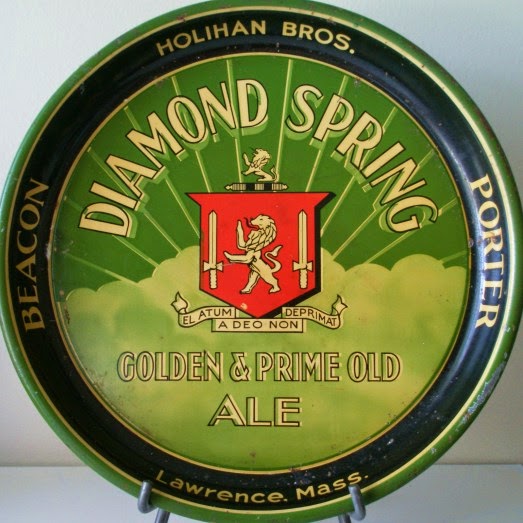 HOLIHAN BROS.
DIAMOND SPRING
BEACON
PORTER
EL ATUM DEPRIMAT
A DEO NON
GOLDEN & PRIME OLD
ALE
Lawrence, Mass.